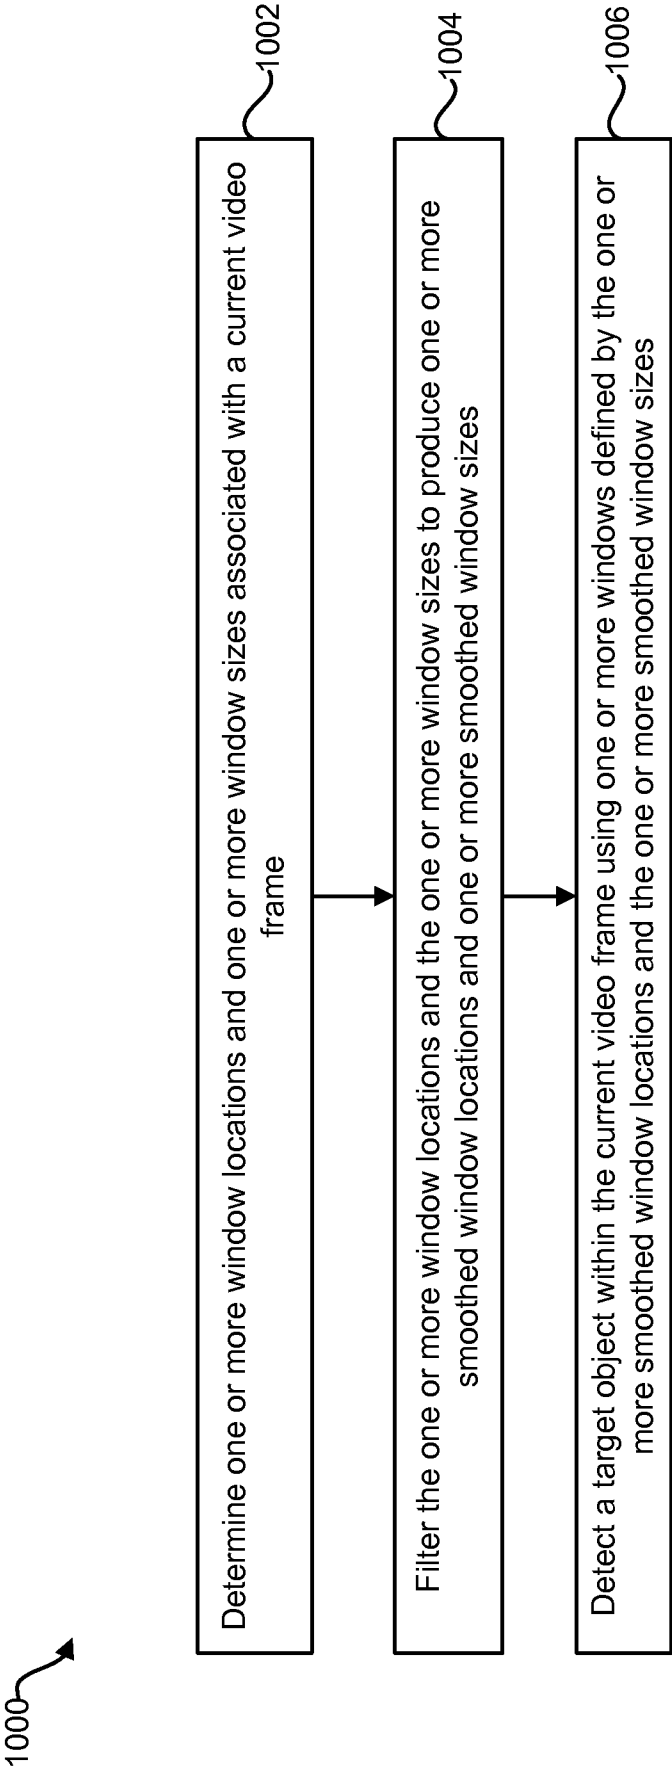 1000
Determine one or more window locations and one or more window sizes associated with a current video
frame
1002
Filter the one or more window locations and the one or more window sizes to produce one or more
smoothed window locations and one or more smoothed window sizes
1004
Detect a target object within the current video frame using one or more windows defined by the one or
more smoothed window locations and the one or more smoothed window sizes
1006